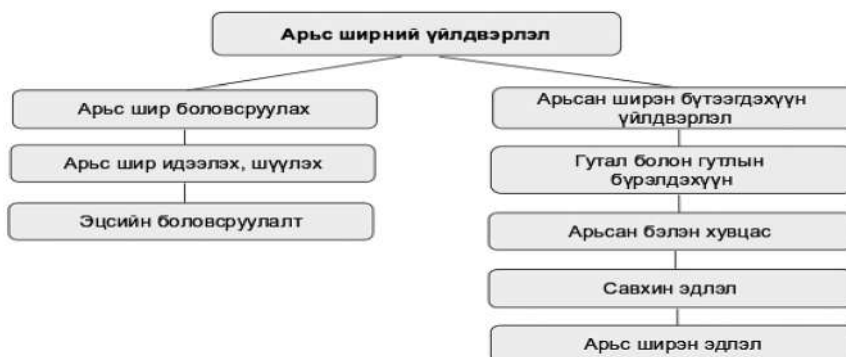 Арьс ширний үйлдвэрлэл
Арьс шир боловсруулах
Арьс шир идээлэх, шүүлэх
Эцсийн боловсруулалт
Арьсан ширэн бүтээгдэхүүн
үйлдвэрлэл
Гутал болон гутлын
бүрэлдэхүүн
Арьсан бэлэн хувцас
Савхин эдлэл
Арьс ширэн эдлэл